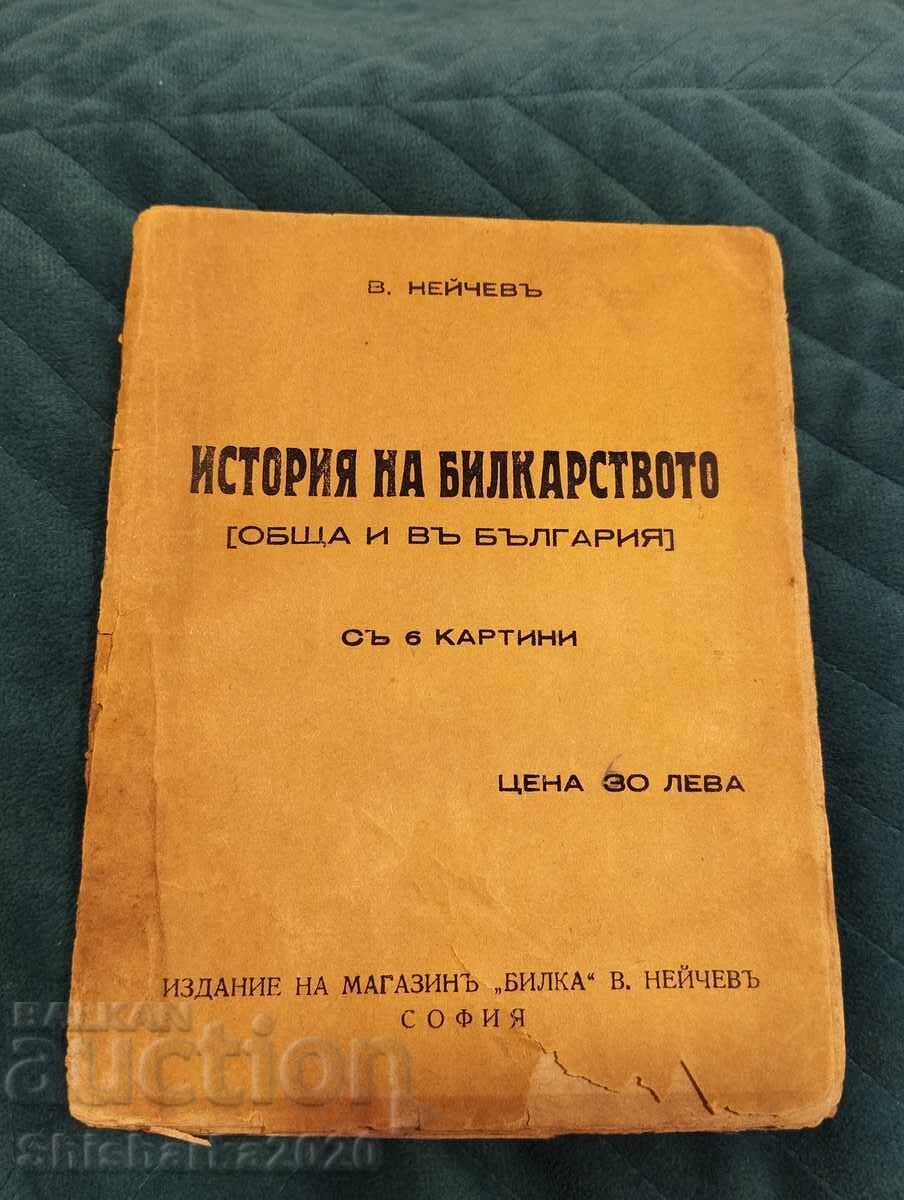 В. НЕЙЧЕВЪ
ИСТОРИЯ НА БИЛКАРСТВОТО
[ОБЩА И ВЪ БЪЛГАРИЯ]
СЪ 6 КАРТИНИ
ЦЕНА 30 ЛЕВА
ИЗДАНИЕ НА МАГАЗИНЪ „БИЛКА“ В. НЕЙЧЕВЪ
СОФИЯ
BALKAN
auction
Shisharka2020